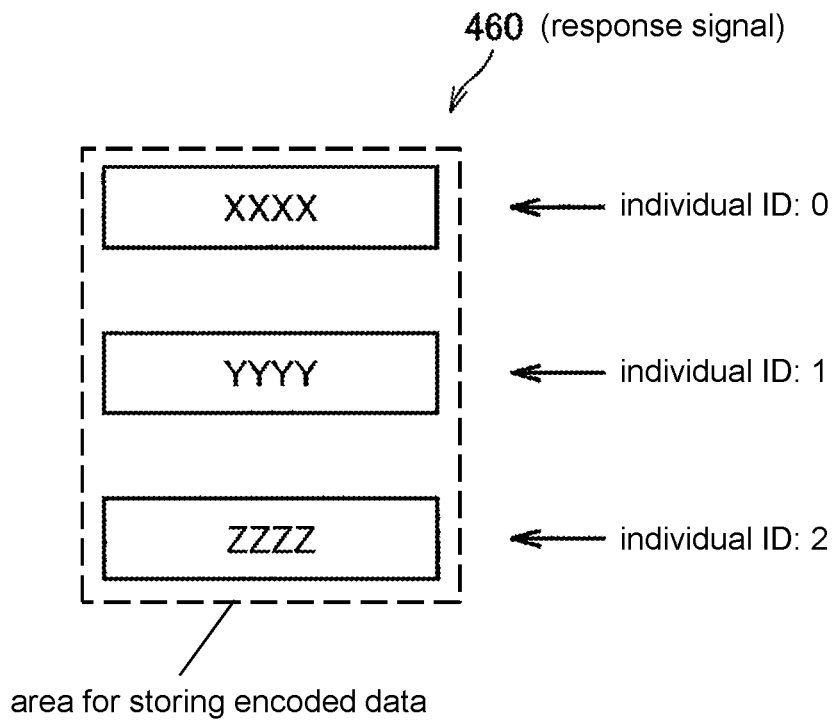 460 (response signal)
XXXX
individual ID: 0
YYYY
individual ID: 1
ZZZZ
individual ID: 2
area for storing encoded data